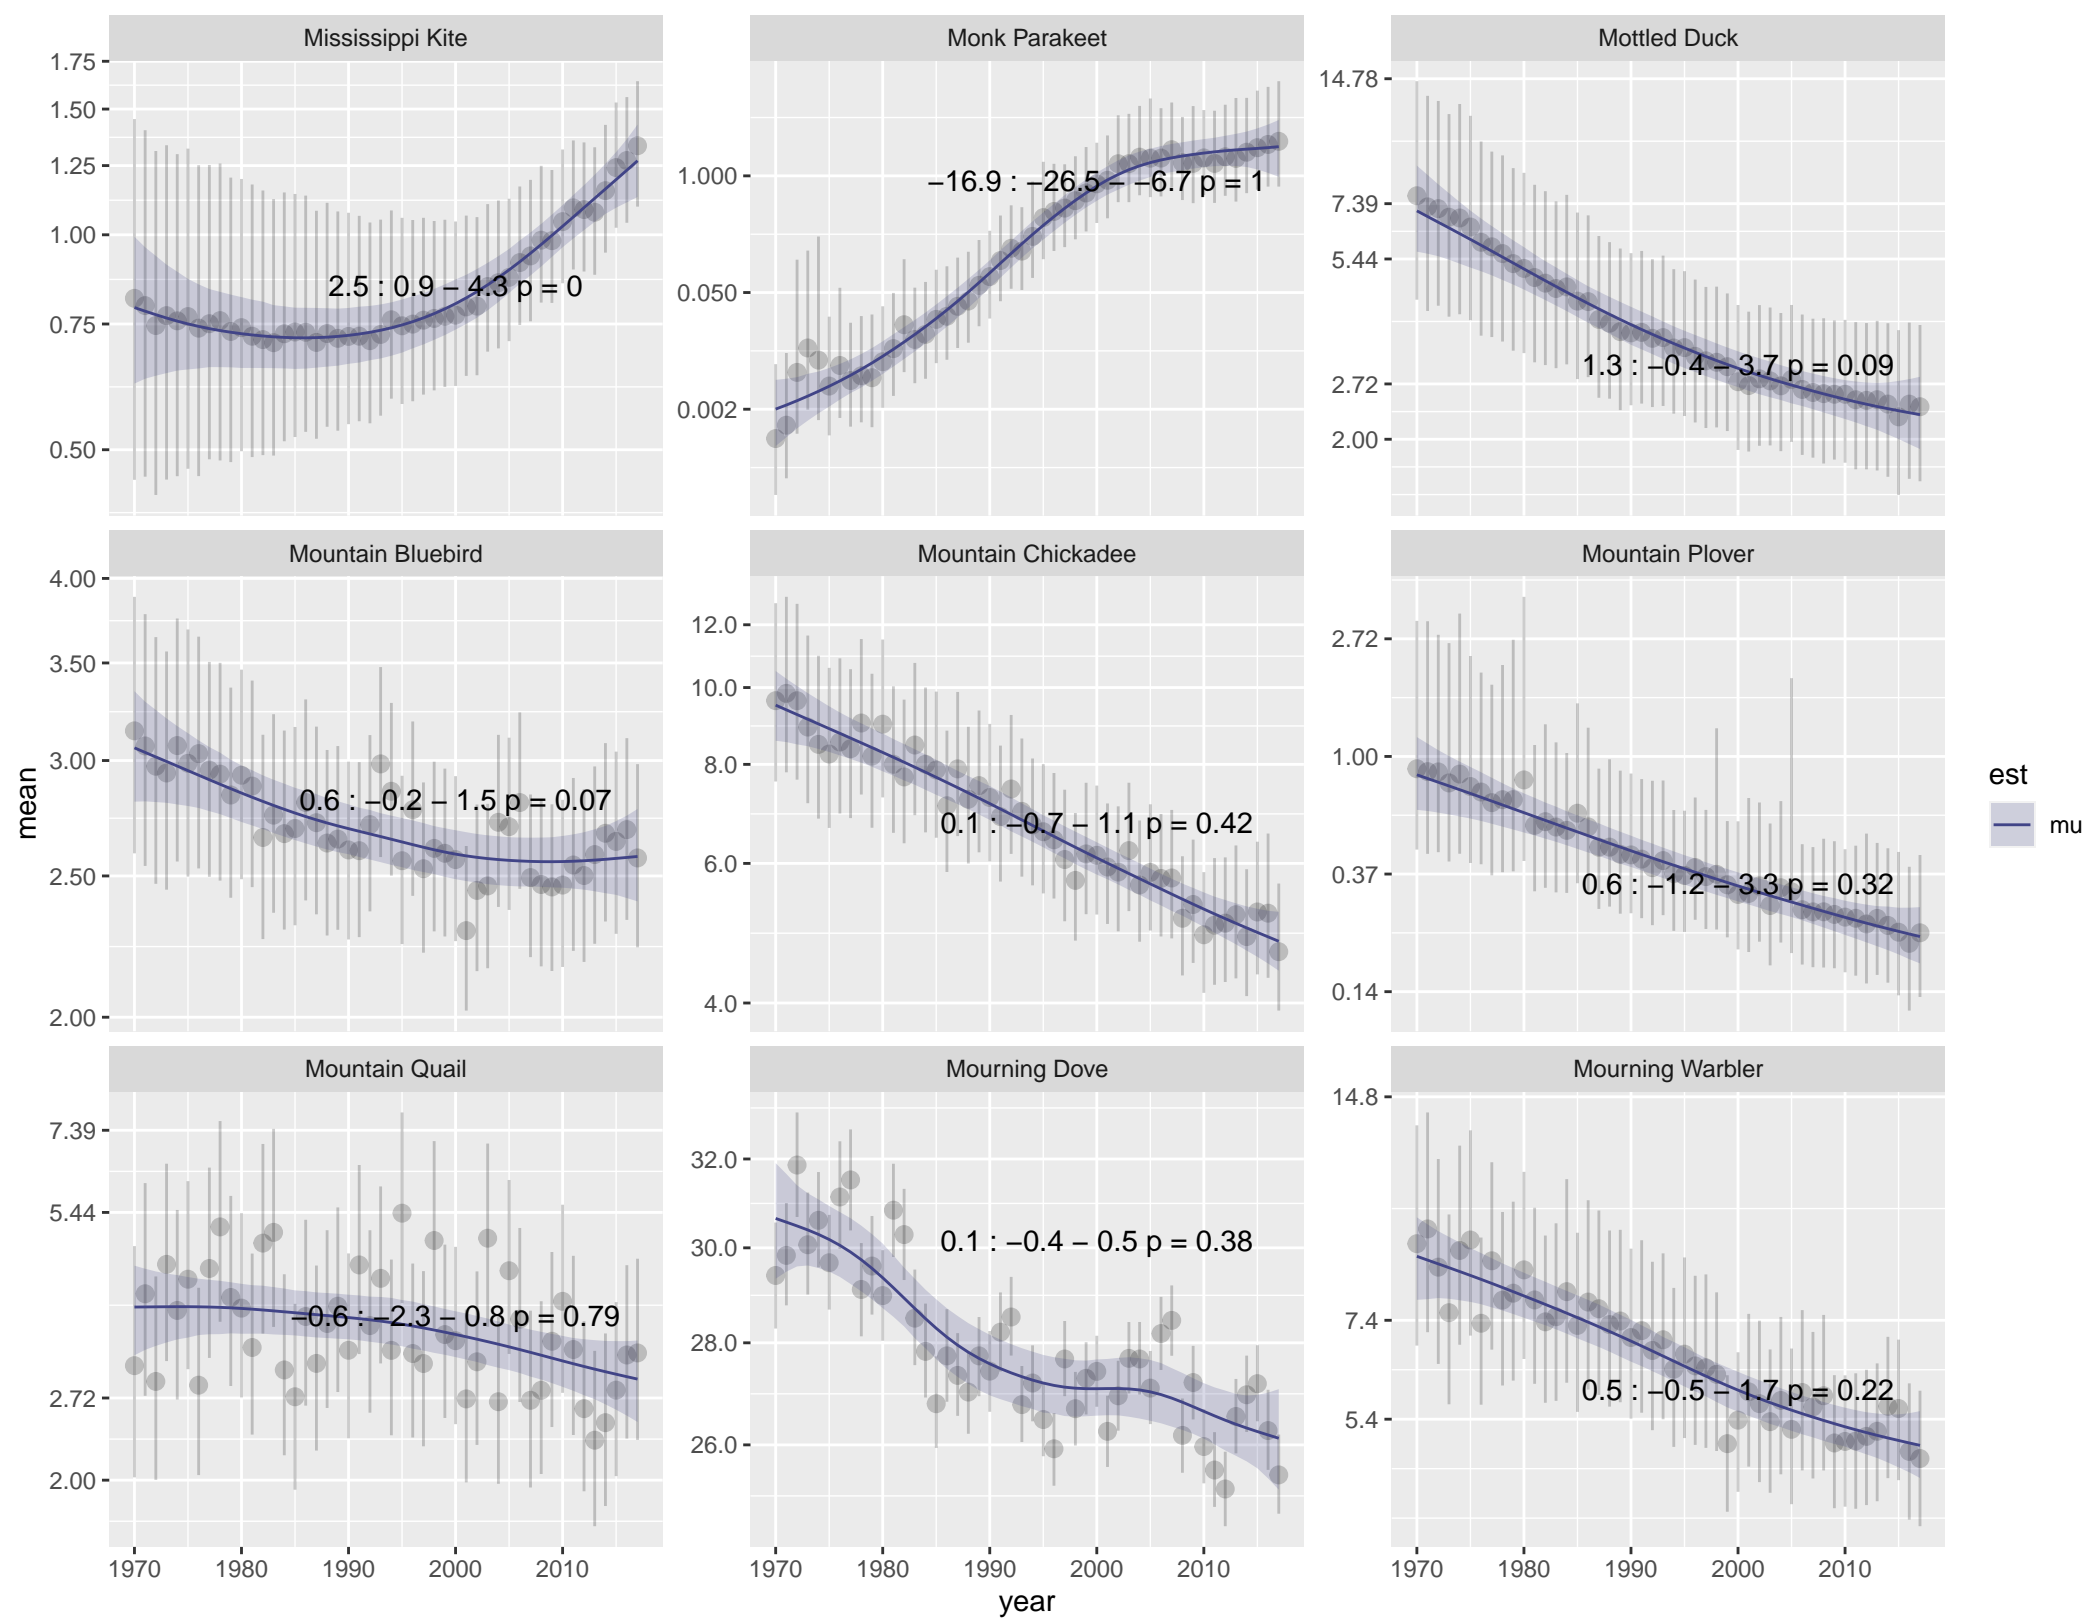 Mississippi Kite
Monk Parakeet
Mottled Duck
1.75
1.50
1.25
1.00
0.75
0.50
2.5 : 0.9 − 4.3 p = 0
1.000
0.050
0.002
−16.9 : −26.5 − −6.7 p = 1
14.78
7.39
5.44
2.72
2.00
1.3 : −0.4 − 3.7 p = 0.09
Mountain Bluebird
Mountain Chickadee
Mountain Plover
4.00
3.50
3.00
2.50
2.00
0.6 : −0.2 − 1.5 p = 0.07
12.0
10.0
8.0
6.0
4.0
0.1 : −0.7 − 1.1 p = 0.42
2.72
1.00
0.37
0.14
0.6 : −1.2 − 3.3 p = 0.32
Mountain Quail
Mourning Dove
Mourning Warbler
7.39
5.44
2.72
2.00
−0.6 : −2.3 − 0.8 p = 0.79
32.0
30.0
28.0
26.0
0.1 : −0.4 − 0.5 p = 0.38
14.8
7.4
5.4
0.5 : −0.5 − 1.7 p = 0.22
1970 1980 1990 2000 2010
1970 1980 1990 2000 2010
1970 1980 1990 2000 2010
year
mean
est
mu